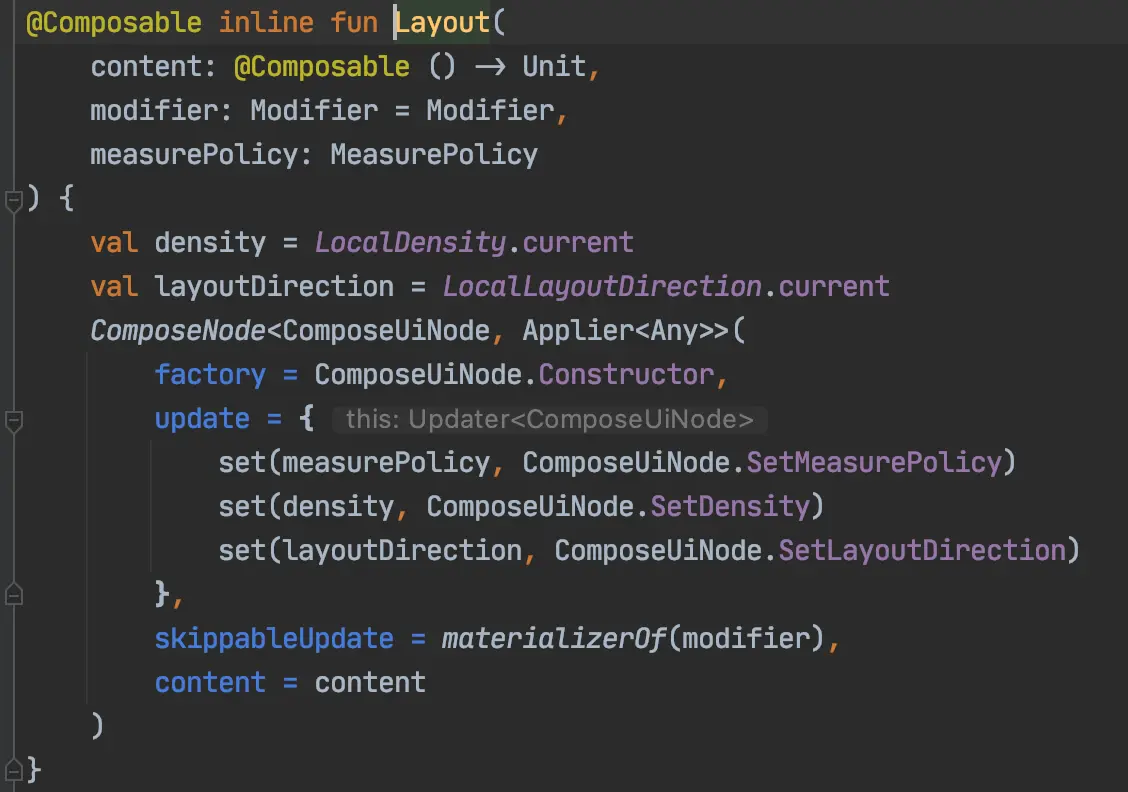 @Composable inline fun Layout(
    content: @Composable () → Unit,
    modifier: Modifier = Modifier,
    measurePolicy: MeasurePolicy
) {
    val density = LocalDensity.current
    val layoutDirection = LocalLayoutDirection.current
    ComposeNode<ComposeUiNode, Applier<Any>>(
        factory = ComposeUiNode.Constructor,
        update = { this: Updater<ComposeUiNode>
            set(measurePolicy, ComposeUiNode.SetMeasurePolicy)
            set(density, ComposeUiNode.SetDensity)
            set(layoutDirection, ComposeUiNode.SetLayoutDirection)
        },
        skippableUpdate = materializerOf(modifier),
        content = content
    )
}